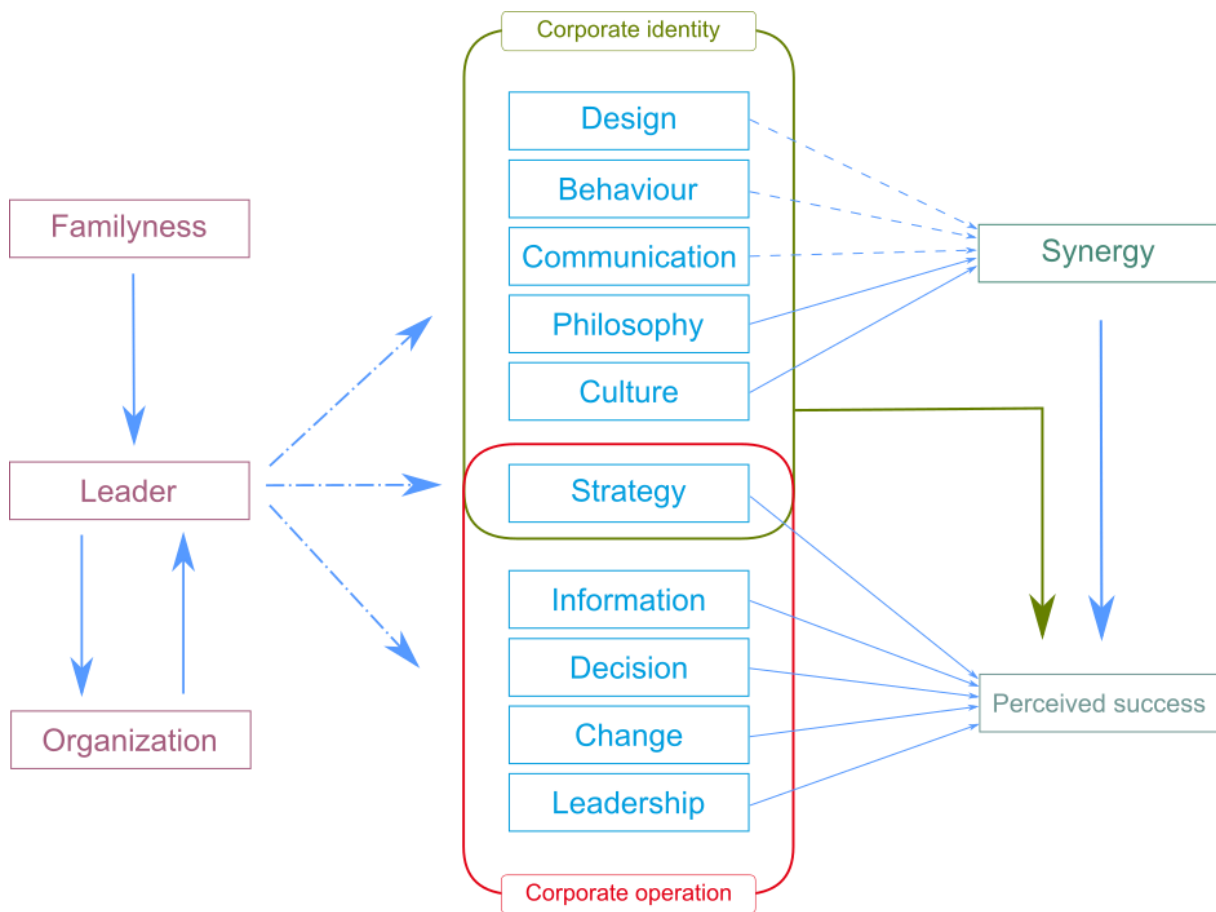 Corporate identity
Design
Behaviour
Communication
Philosophy
Culture
Strategy
Information
Decision
Change
Leadership
Corporate operation
Familyness
Leader
Organization
Synergy
Perceived success